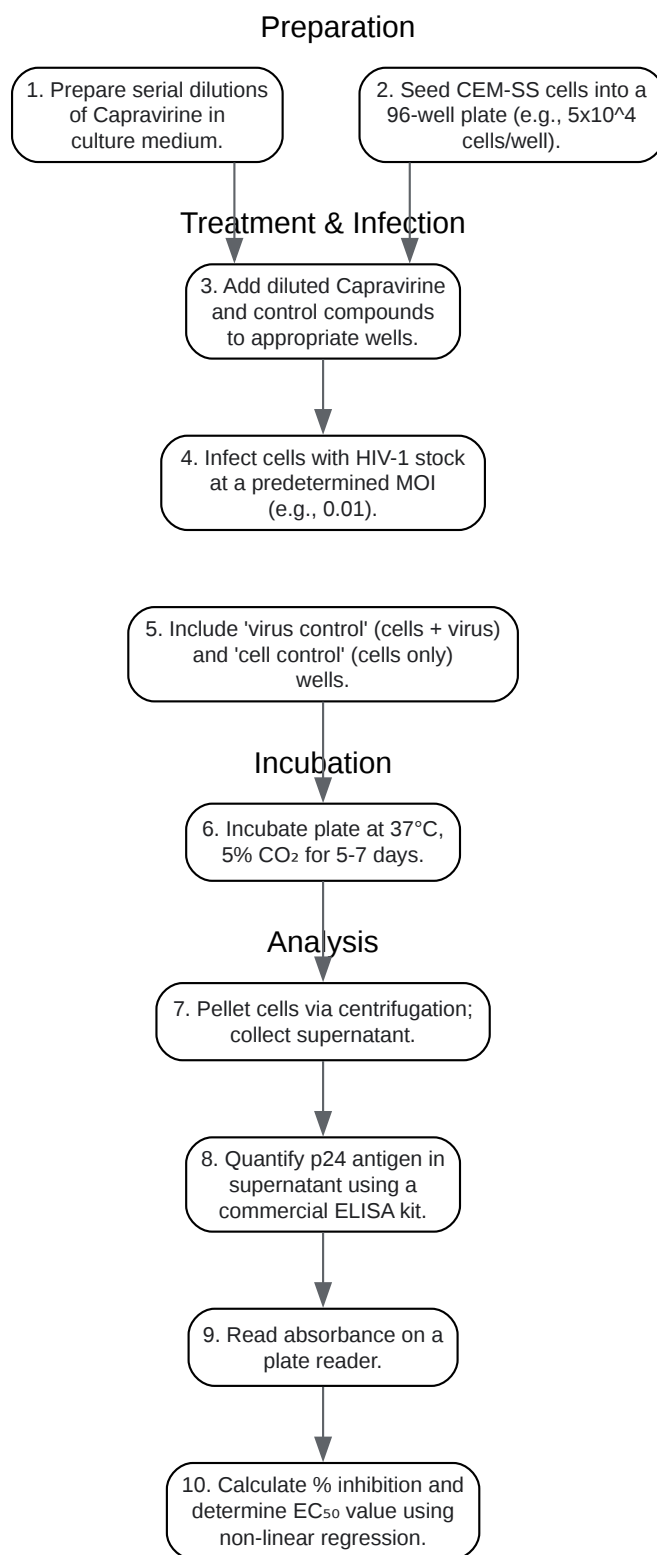 Preparation
1. Prepare serial dilutions
of Capravirine in
culture medium.
2. Seed CEM-SS cells into a
96-well plate (e.g., 5x10^4
cells/well).
Treatment & Infection
3. Add diluted Capravirine
and control compounds
to appropriate wells.
4. Infect cells with HIV-1 stock
at a predetermined MOI
(e.g., 0.01).
5. Include 'virus control' (cells + virus)
and 'cell control' (cells only)
wells.
Incubation
6. Incubate plate at 37°C,
5% CO₂ for 5-7 days.
Analysis
7. Pellet cells via centrifugation;
collect supernatant.
8. Quantify p24 antigen in
supernatant using a
commercial ELISA kit.
9. Read absorbance on a
plate reader.
10. Calculate % inhibition and
determine EC₅₀ value using
non-linear regression.